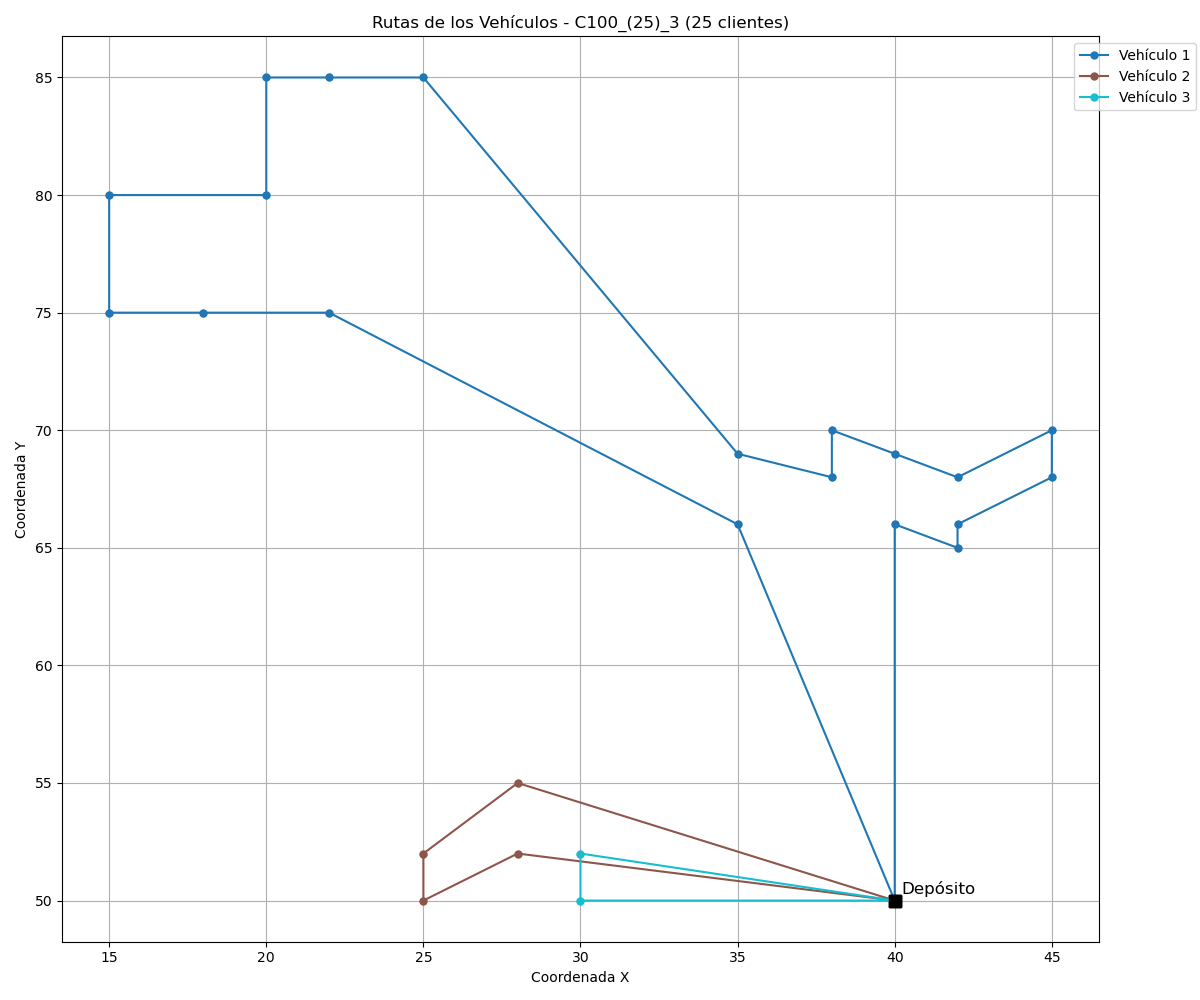 Rutas de los Vehículos - C100_(25)_3 (25 clientes)
Vehículo 1
Vehículo 2
Vehículo 3
85
80
75
70
65
60
55
50
Coordenada Y
Depósito
15 20 25 30 35 40 45
Coordenada X